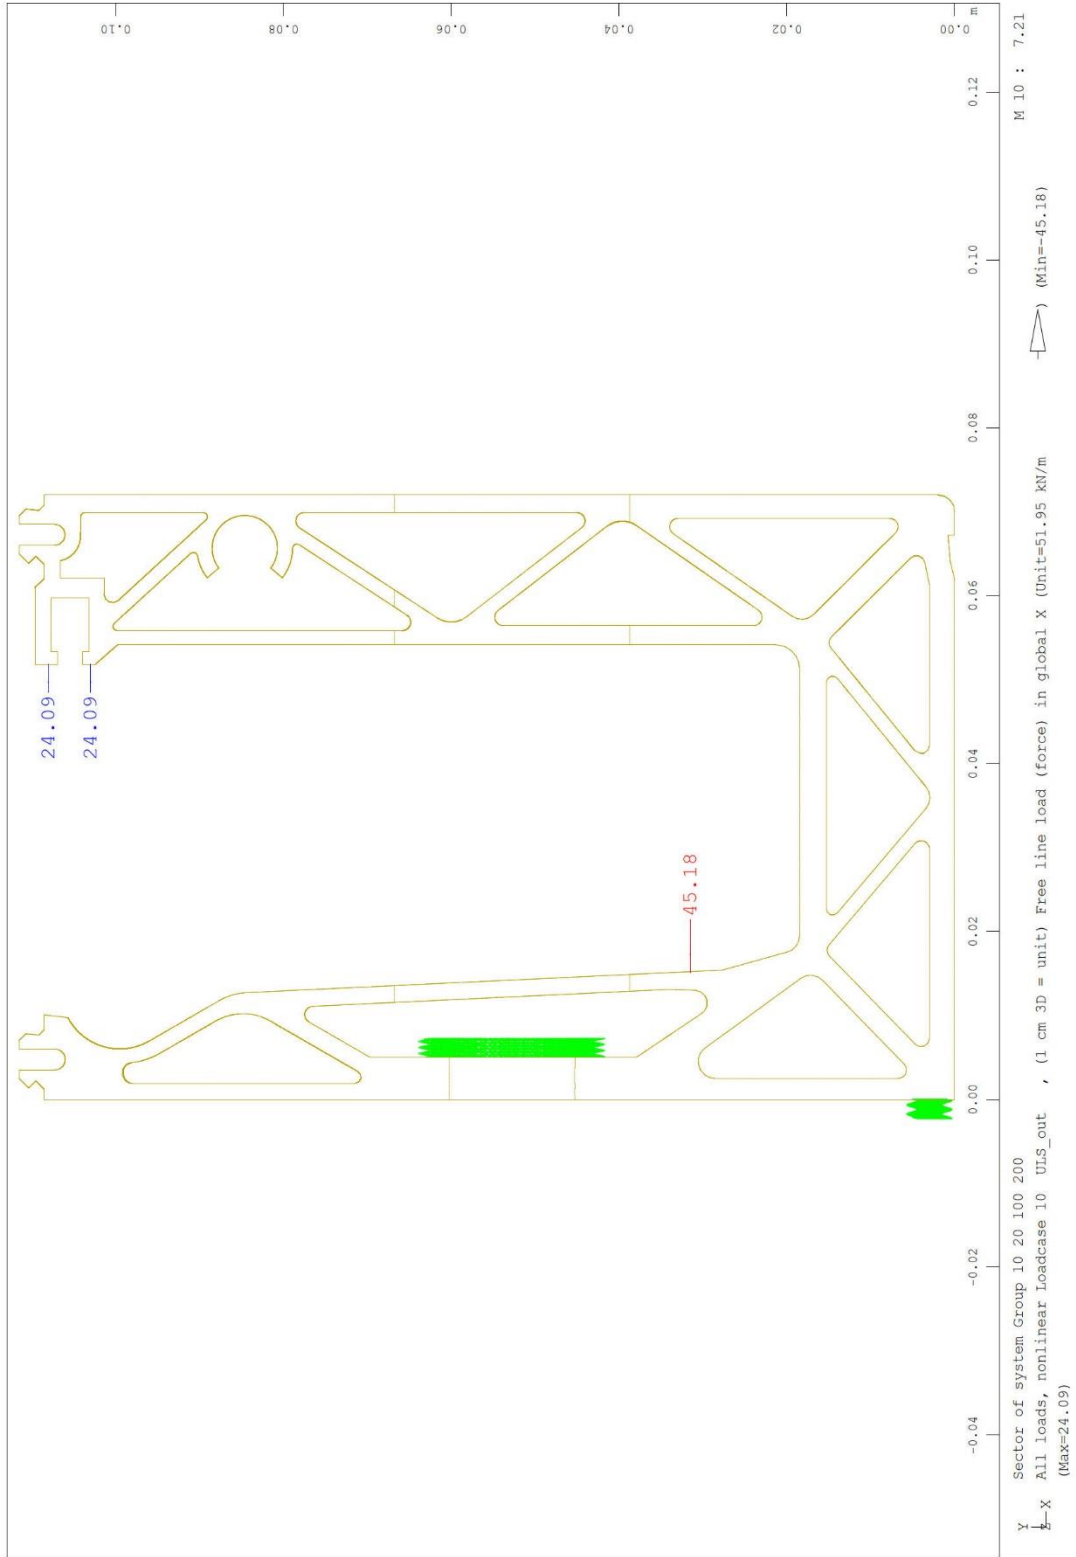 M 10 : 7.21
m
0.00
0.02
0.04
0.06
0.08
0.10
24.09
24.09
45.18
-0.04
-0.02
0.00
0.02
0.04
0.06
0.08
0.10
0.12
Y
Z X
Sector of system Group 10 20 100 200
All loads, nonlinear Loadcase 10 ULS_out , (1 cm 3D = unit) Free line load (force) in global X (Unit=51.95 kN/m ) (Min=-45.18)
(Max=24.09)